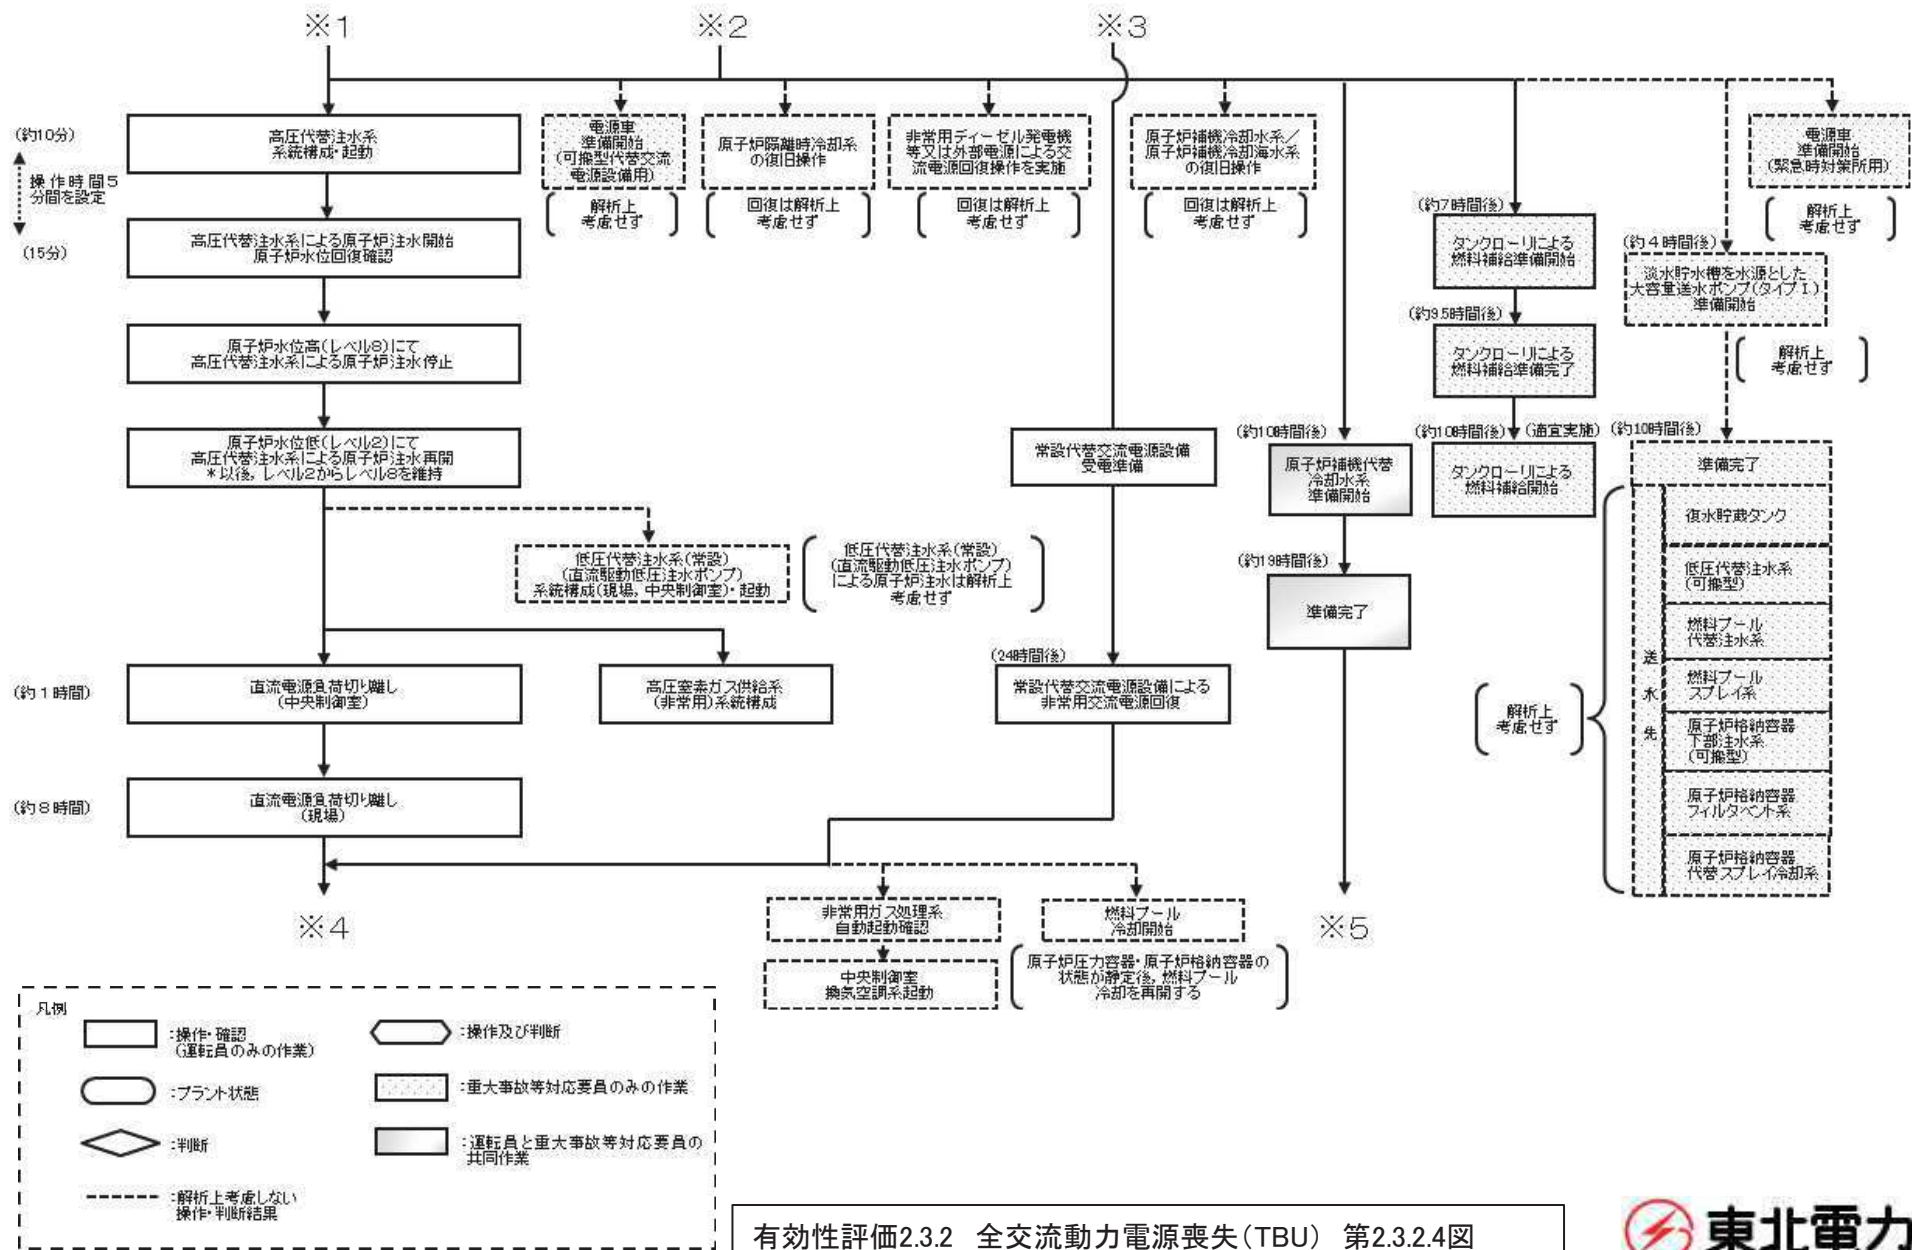 ※1
※2
※3
(約10分)
操作時間5
分間を設定
(15分)
高圧代替注水系
系統構成・起動
高圧代替注水系による原子炉注水開始
原子炉水位回復確認
原子炉水位高(レベル8)にて
高圧代替注水系による原子炉注水停止
原子炉水位低(レベル2)にて
高圧代替注水系による原子炉注水再開
*以後,レベル2からレベル8を維持
電源車
準備開始
(可搬型代替交流
電源設備用)
解析上
考慮せず
原子炉隔離時冷却系
の復旧操作
回復は解析上
考慮せず
非常用ディーゼル発電機
等又は外部電源による交
流電源回復操作を実施
回復は解析上
考慮せず
原子炉補機冷却水系/
原子炉補機冷却海水系
の復旧操作
回復は解析上
考慮せず
電源車
準備開始
(緊急時対策所用)
解析上
考慮せず
(約7時間後)
タンクローリによる
燃料補給準備開始
(約9.5時間後)
タンクローリによる
燃料補給準備完了
(約10時間後)
(適宜実施)
タンクローリによる
燃料補給開始
(約4時間後)
淡水貯水槽を水源とした
大容量送水ポンプ(タイプⅠ)
準備開始
解析上
考慮せず
(約10時間後)
準備完了
送水先
復水貯蔵タンク
低圧代替注水系
(可搬型)
燃料プール
代替注水系
燃料プール
スプレイ系
原子炉格納容器
下部注水系
(可搬型)
原子炉格納容器
フィルタベント系
原子炉格納容器
代替スプレイ冷却系
解析上
考慮せず
(約10時間後)
原子炉補機代替
冷却水系
準備開始
(約19時間後)
準備完了
※5
常設代替交流電源設備
受電準備
(24時間後)
常設代替交流電源設備による
非常用交流電源回復
低圧代替注水系(常設)
(直流駆動低圧注水ポンプ)
系統構成(現場,中央制御室)・起動
低圧代替注水系(常設)
(直流駆動低圧注水ポンプ)
による原子炉注水は解析上
考慮せず
(約1時間)
直流電源負荷切り離し
(中央制御室)
高圧窒素ガス供給系
(非常用)系統構成
(約8時間)
直流電源負荷切り離し
(現場)
※4
非常用ガス処理系
自動起動確認
中央制御室
換気空調系起動
燃料プール
冷却開始
原子炉圧力容器・原子炉格納容器の
状態が静定後,燃料プール
冷却を再開する
凡例
:操作・確認
(運転員のみの作業)
:プラント状態
:判断
:解析上考慮しない
操作・判断結果
:操作及び判断
:重大事故等対応要員のみの作業
:運転員と重大事故等対応要員の
共同作業
有効性評価2.3.2 全交流動力電源喪失(TBU) 第2.3.2.4図
東北電力